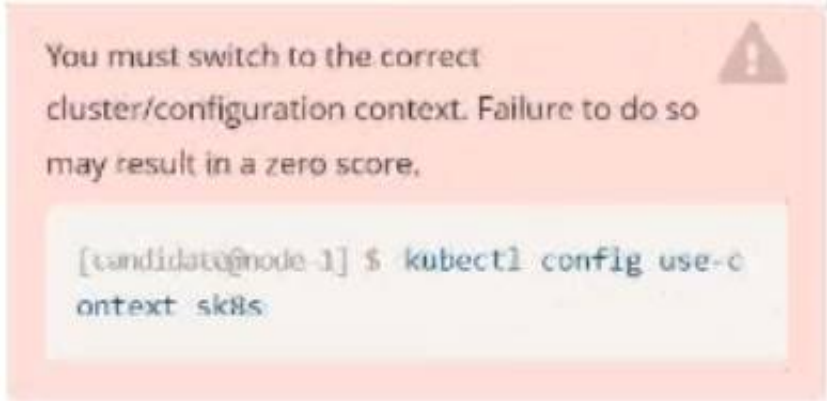 You must switch to the correct
cluster/configuration context. Failure to do so
may result in a zero score.
[candidate@node-1] $ kubectl config use-c
ontext sk8s